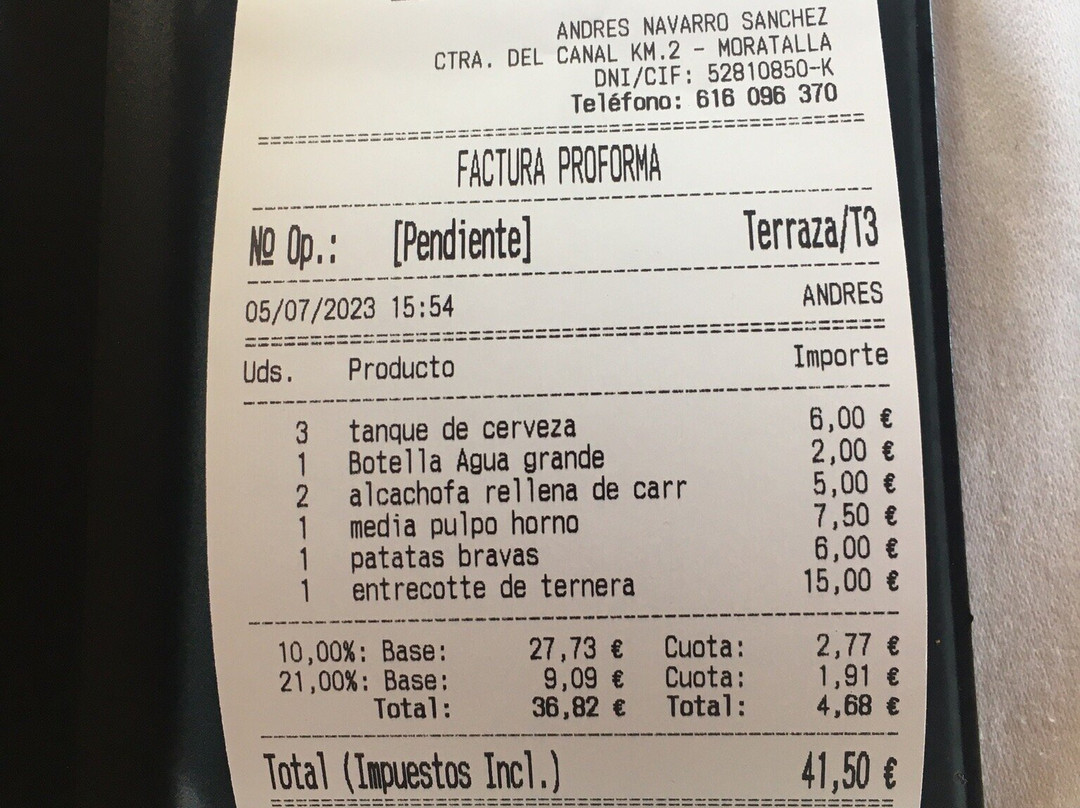 ANDRES NAVARRO SANCHEZ
CTRA. DEL CANAL KM.2 - MORATALLA
DNI/CIF: 52810850-K
Teléfono: 616 096 370
FACTURA PROFORMA
Nº Op.: [Pendiente] Terraza/T3
05/07/2023 15:54 ANDRES
Uds. Producto Importe
3 tanque de cerveza 6,00 €
1 Botella Agua grande 2,00 €
2 alcachofa rellena de carr 5,00 €
1 media pulpo horno 7,50 €
1 patatas bravas 6,00 €
1 entrecotte de ternera 15,00 €
10,00%: Base: 27,73 € Cuota: 2,77 €
21,00%: Base: 9,09 € Cuota: 1,91 €
Total: 36,82 € Total: 4,68 €
Total (Impuestos Incl.) 41,50 €